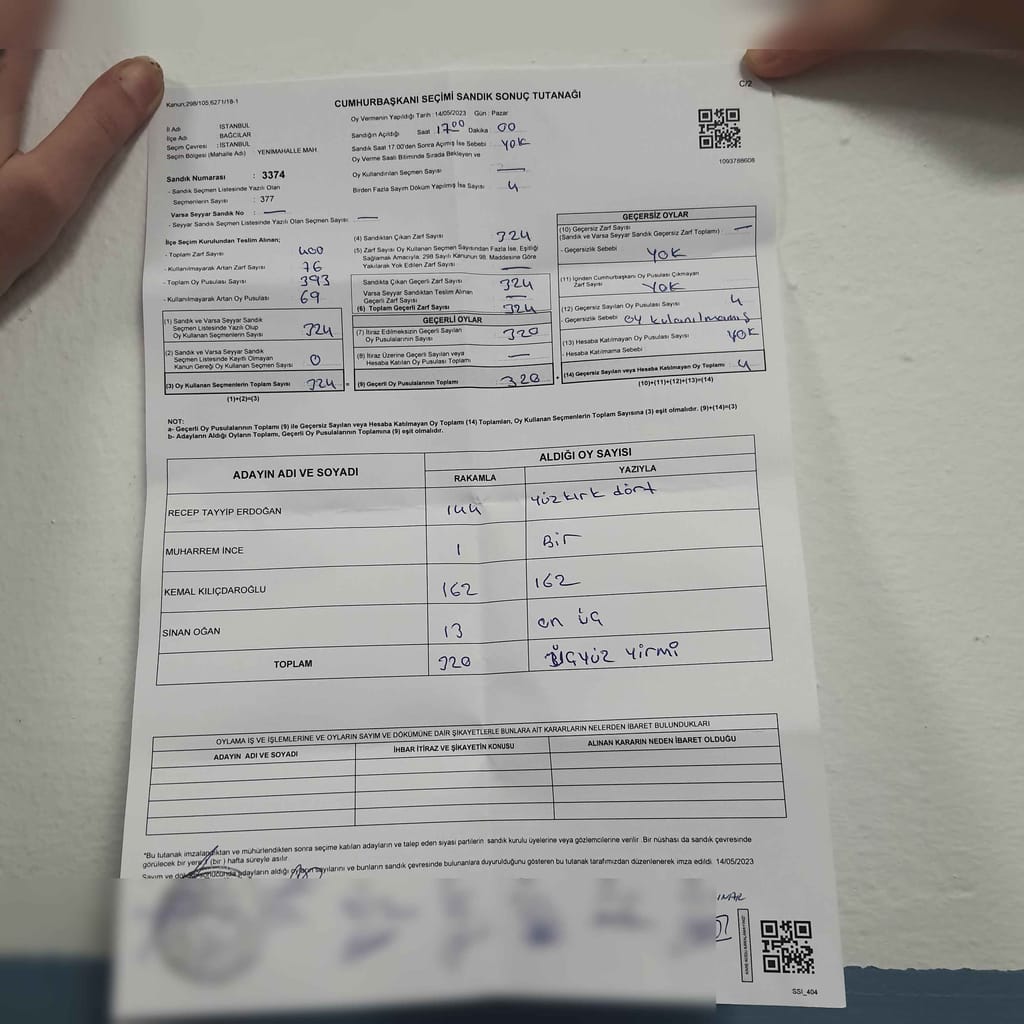 C/2
Kanun;298/105,6271/18-1
CUMHURBAŞKANI SEÇİMİ SANDIK SONUÇ TUTANAĞI
İl Adı İSTANBUL
İlçe Adı BAĞCILAR
Seçim Çevresi : İSTANBUL
Seçim Bölgesi (Mahalle Adı) YENİMAHALLE MAH.
Sandık Numarası : 3374
- Sandık Seçmen Listesinde Yazılı Olan
Seçmenlerin Sayısı : 377
Varsa Seyyar Sandık No : —
- Seyyar Sandık Seçmen Listesinde Yazılı Olan Seçmen Sayısı : —
Oy Vermenin Yapıldığı Tarih : 14/05/2023 Gün : Pazar
Sandığın Açıldığı Saat 17⁰⁰ Dakika 00
Sandık Saat 17.00'den Sonra Açılmış İse Sebebi YOK
Oy Verme Saati Bitiminde Sırada Bekleyen ve
Oy Kullandırılan Seçmen Sayısı —
Birden Fazla Sayım Döküm Yapılmış İse Sayısı 4
1093788608
İlçe Seçim Kurulundan Teslim Alınan;
- Toplam Zarf Sayısı 400
- Kullanılmayarak Artan Zarf Sayısı 76
- Toplam Oy Pusulası Sayısı 393
- Kullanılmayarak Artan Oy Pusulası 69
(1) Sandık ve Varsa Seyyar Sandık
Seçmen Listesinde Yazılı Olup
Oy Kullanan Seçmenlerin Sayısı 324
(2) Sandık ve Varsa Seyyar Sandık
Seçmen Listesinde Kayıtlı Olmayan
Kanun Gereği Oy Kullanan Seçmen Sayısı 0
(3) Oy Kullanan Seçmenlerin Toplam Sayısı 324 =
(1)+(2)=(3)
(4) Sandıktan Çıkan Zarf Sayısı 324
(5) Zarf Sayısı Oy Kullanan Seçmen Sayısından Fazla İse, Eşitliği
Sağlamak Amacıyla; 298 Sayılı Kanunun 98. Maddesine Göre
Yakılarak Yok Edilen Zarf Sayısı —
Sandıkta Çıkan Geçerli Zarf Sayısı 324
Varsa Seyyar Sandıktan Teslim Alınan
Geçerli Zarf Sayısı —
(6) Toplam Geçerli Zarf Sayısı 324
GEÇERLİ OYLAR
(7) İtiraz Edilmeksizin Geçerli Sayılan
Oy Pusulasının Sayısı 320
(8) İtiraz Üzerine Geçerli Sayılan veya
Hesaba Katılan Oy Pusulası Toplamı —
(9) Geçerli Oy Pusulalarının Toplamı 320 +
GEÇERSİZ OYLAR
(10) Geçersiz Zarf Sayısı
(Sandık ve Varsa Seyyar Sandık Geçersiz Zarf Toplamı) —
- Geçersizlik Sebebi YOK
(11) İçinden Cumhurbaşkanı Oy Pusulası Çıkmayan
Zarf Sayısı YOK
(12) Geçersiz Sayılan Oy Pusulası Sayısı 4
- Geçersizlik Sebebi oy kulanılmamış
(13) Hesaba Katılmayan Oy Pusulası Sayısı YOK
- Hesaba Katılmama Sebebi
(14) Geçersiz Sayılan veya Hesaba Katılmayan Oy Toplamı 4
(10)+(11)+(12)+(13)=(14)
NOT:
a- Geçerli Oy Pusulalarının Toplamı (9) ile Geçersiz Sayılan veya Hesaba Katılmayan Oy Toplamı (14) Toplamları, Oy Kullanan Seçmenlerin Toplam Sayısına (3) eşit olmalıdır. (9)+(14)=(3)
b- Adayların Aldığı Oyların Toplamı, Geçerli Oy Pusulalarının Toplamına (9) eşit olmalıdır.
ADAYIN ADI VE SOYADI ALDIĞI OY SAYISI
RAKAMLA YAZIYLA
RECEP TAYYİP ERDOĞAN 144 yüzkırk dört
MUHARREM İNCE 1 Bir
KEMAL KILIÇDAROĞLU 162 162
SİNAN OĞAN 13 on üç
TOPLAM 320 üçyüz yirmi
OYLAMA İŞ VE İŞLEMLERİNE VE OYLARIN SAYIM VE DÖKÜMÜNE DAİR ŞİKAYETLERLE BUNLARA AİT KARARLARIN NELERDEN İBARET BULUNDUKLARI
ADAYIN ADI VE SOYADI İHBAR İTİRAZ VE ŞİKAYETİN KONUSU ALINAN KARARIN NEDEN İBARET OLDUĞU
"Bu tutanak imzalandıktan ve mühürlendikten sonra seçime katılan adayların ve talep eden siyasi partilerin sandık kurulu üyelerine veya gözlemcilerine verilir. Bir nüshası da sandık çevresinde
görülecek bir yere 1 (bir) hafta süreyle asılır.
Sayım ve döküm sonucunda adayların aldığı oyların sayılarını ve bunların sandık çevresinde bulunanlara duyurulduğunu gösteren bu tutanak tarafımızdan düzenlenerek imza edildi. 14/05/2023
SSI_404